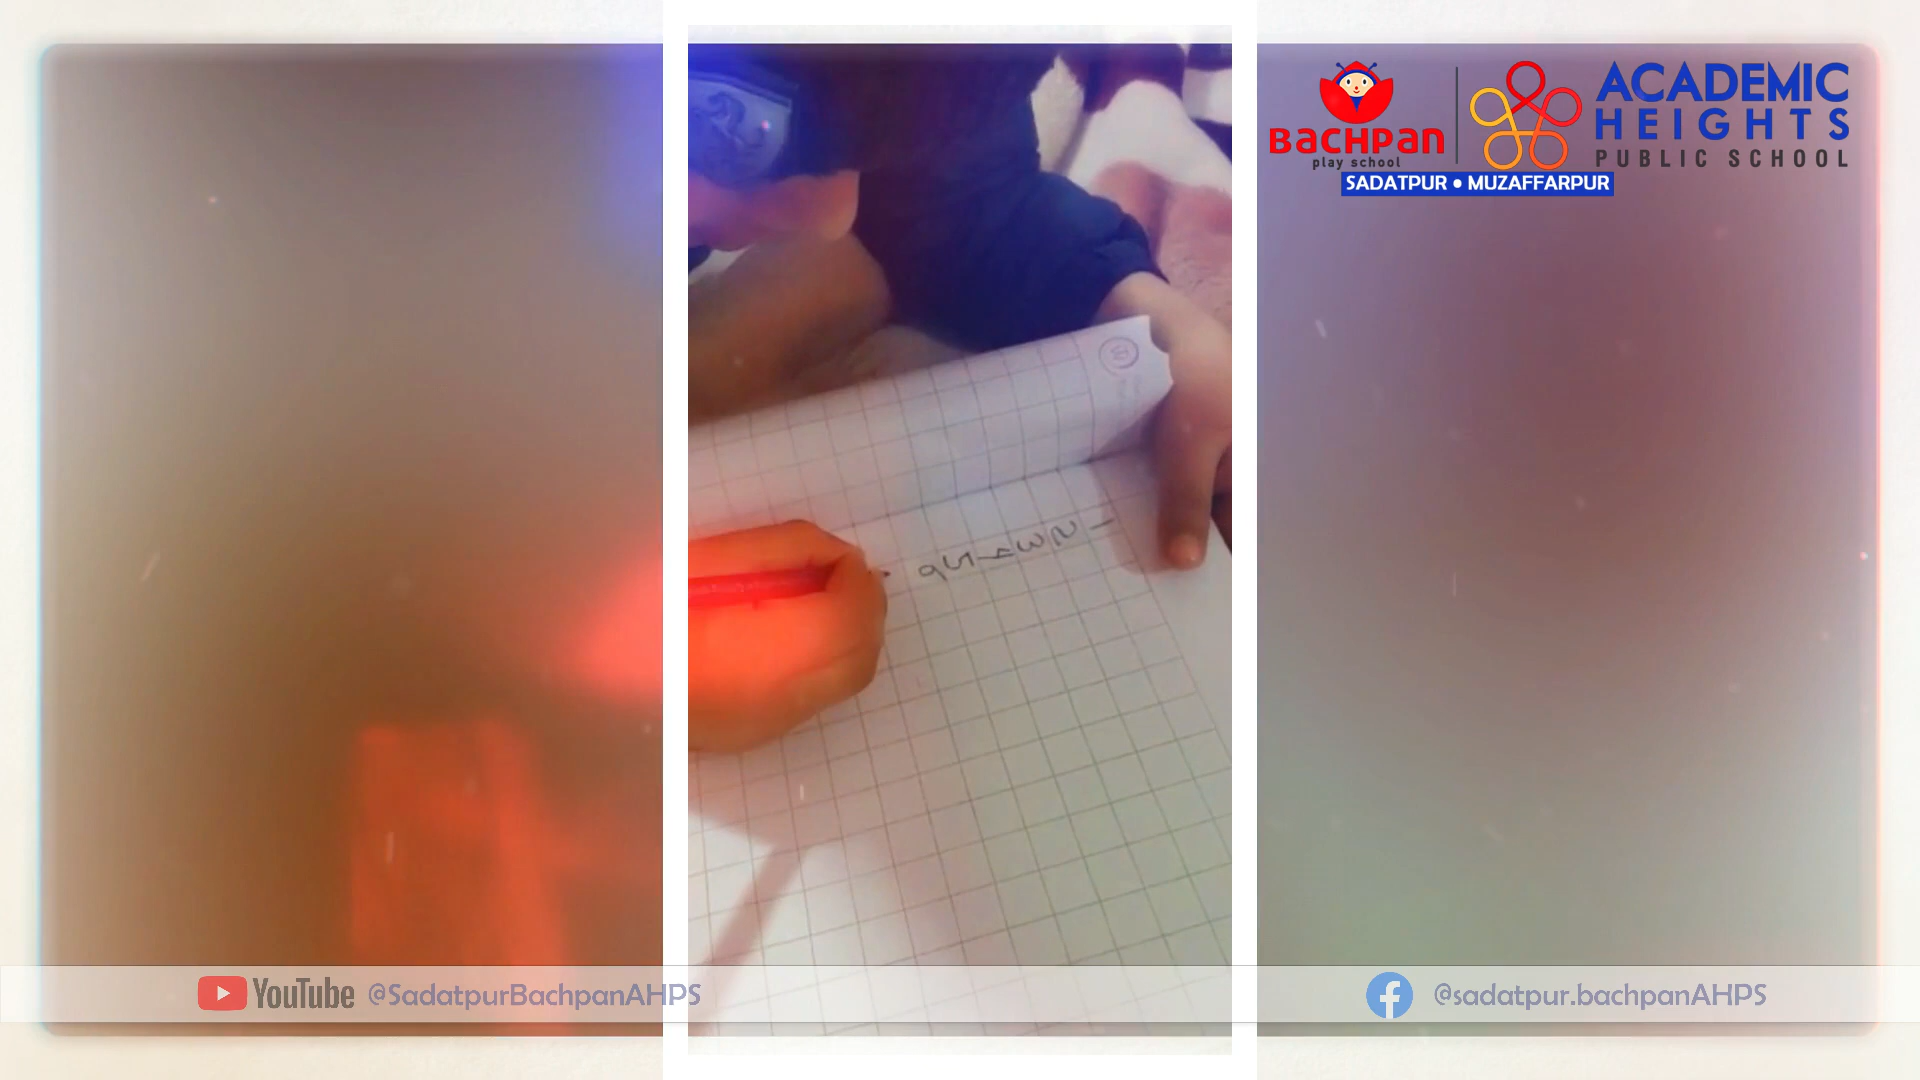 BACHPAN
play school
ACADEMIC
HEIGHTS
PUBLIC SCHOOL
SADATPUR • MUZAFFARPUR
YouTube @SadatpurBachpanAHPS
@sadatpur.bachpanAHPS